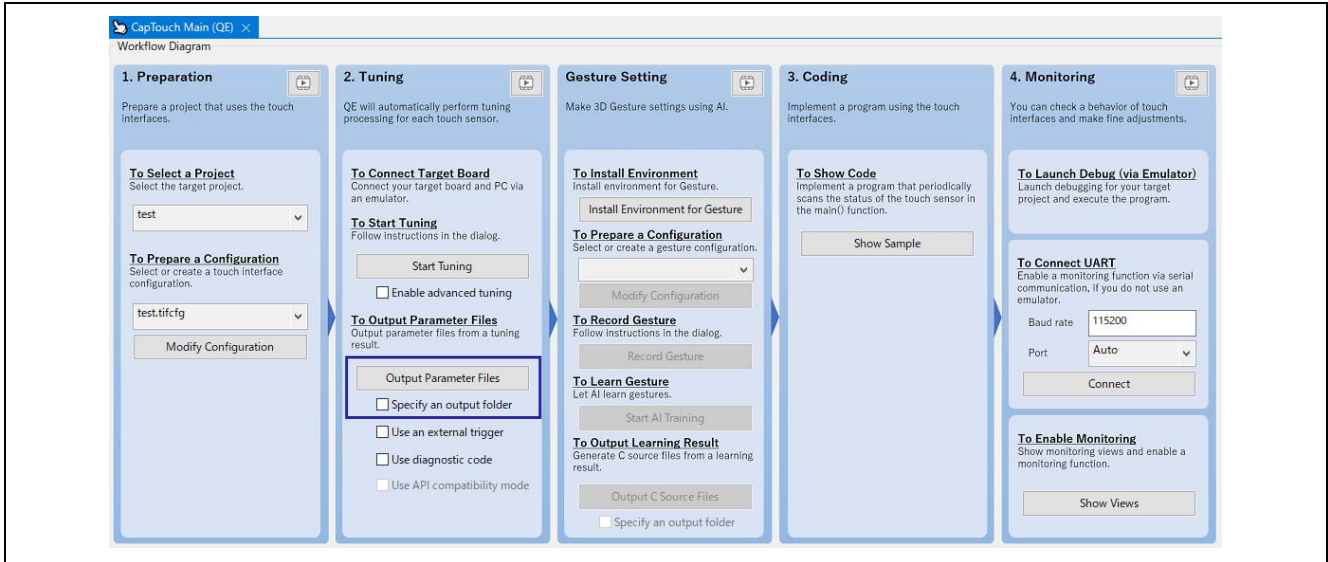 CapTouch Main (QE)
Workflow Diagram
1. Preparation
Prepare a project that uses the touch
interfaces.
To Select a Project
Select the target project.
test
To Prepare a Configuration
Select or create a touch interface
configuration.
test.tifcfg
Modify Configuration
2. Tuning
QE will automatically perform tuning
processing for each touch sensor.
To Connect Target Board
Connect your target board and PC via
an emulator.
To Start Tuning
Follow instructions in the dialog.
Start Tuning
Enable advanced tuning
To Output Parameter Files
Output parameter files from a tuning
result.
Output Parameter Files
Specify an output folder
Use an external trigger
Use diagnostic code
Use API compatibility mode
Gesture Setting
Make 3D Gesture settings using AI.
To Install Environment
Install environment for Gesture.
Install Environment for Gesture
To Prepare a Configuration
Select or create a gesture configuration.
Modify Configuration
To Record Gesture
Follow instructions in the dialog.
Record Gesture
To Learn Gesture
Let AI learn gestures.
Start AI Training
To Output Learning Result
Generate C source files from a learning
result.
Output C Source Files
Specify an output folder
3. Coding
Implement a program using the touch
interfaces.
To Show Code
Implement a program that periodically
scans the status of the touch sensor in
the main() function.
Show Sample
4. Monitoring
You can check a behavior of touch
interfaces and make fine adjustments.
To Launch Debug (via Emulator)
Launch debugging for your target
project and execute the program.
To Connect UART
Enable a monitoring function via serial
communication, if you do not use an
emulator.
Baud rate 115200
Port Auto
Connect
To Enable Monitoring
Show monitoring views and enable a
monitoring function.
Show Views